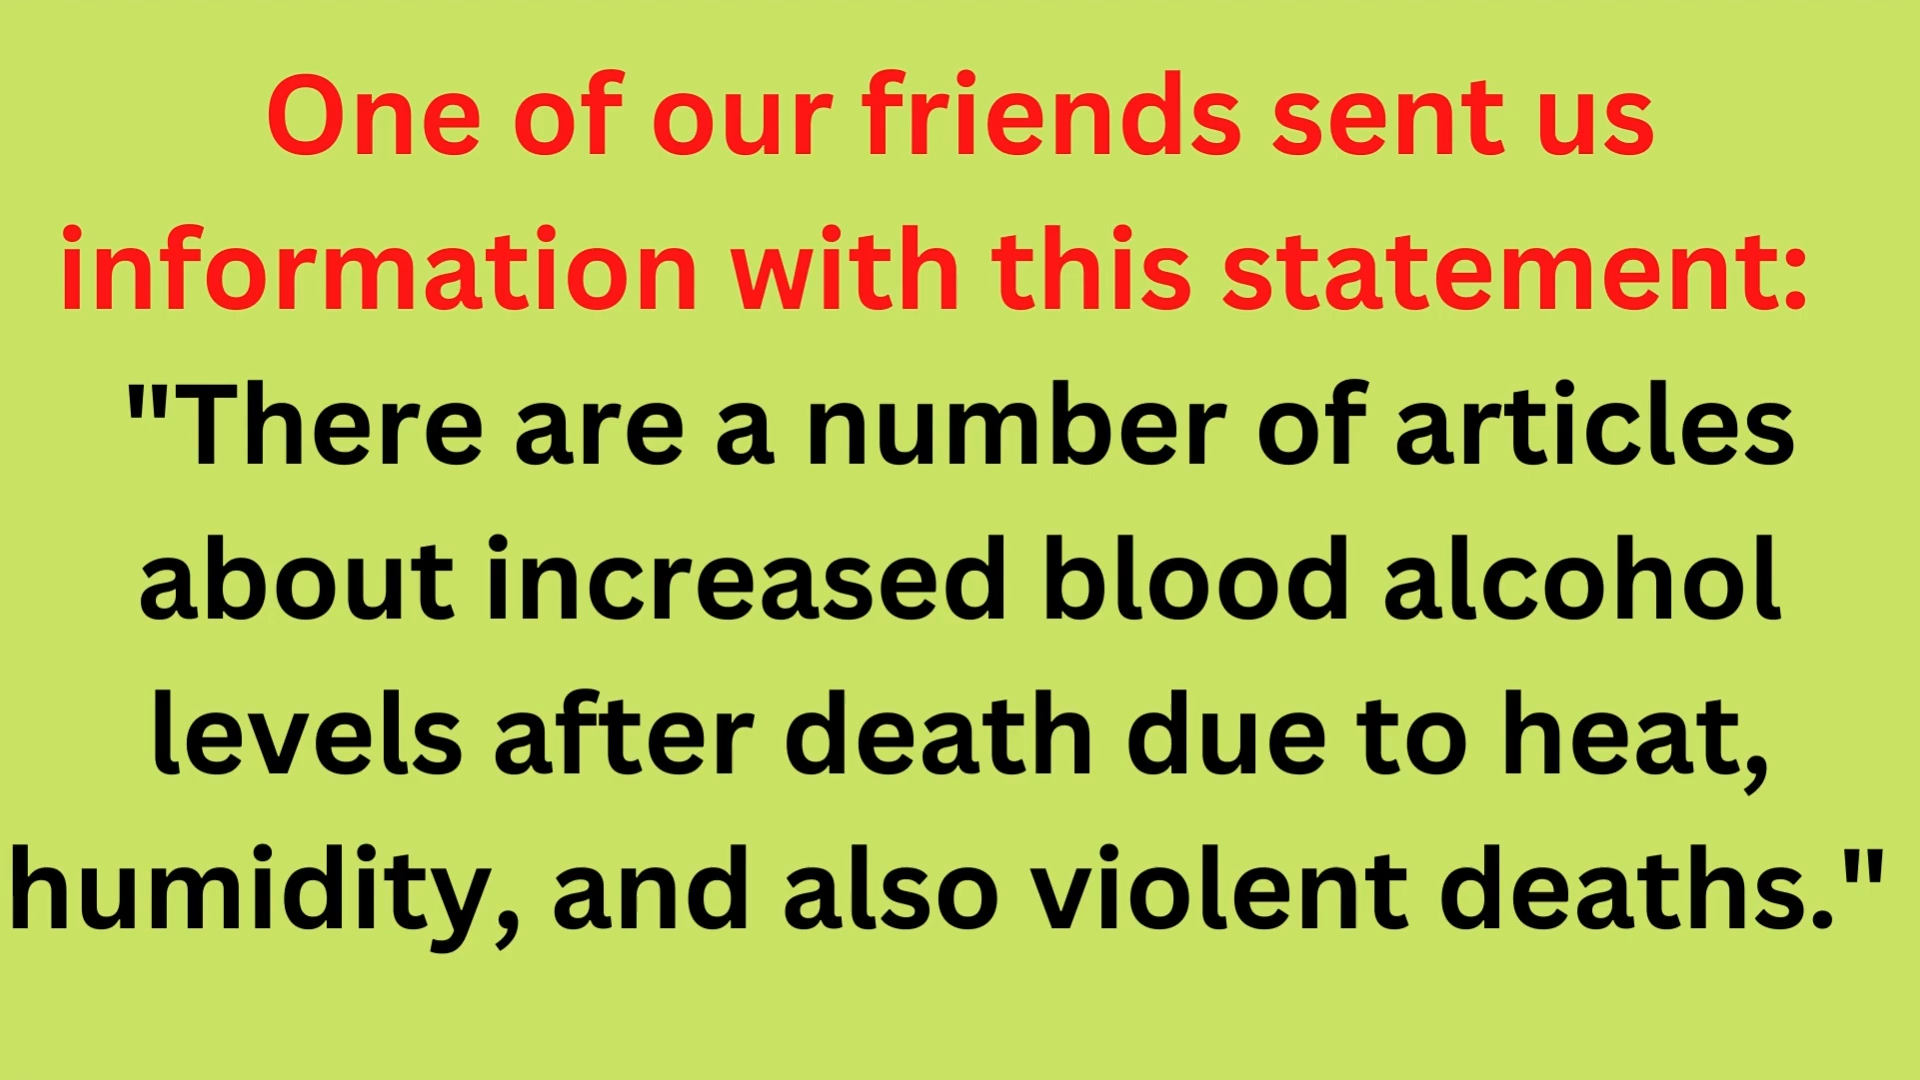 One of our friends sent us
information with this statement:
"There are a number of articles
about increased blood alcohol
levels after death due to heat,
humidity, and also violent deaths."